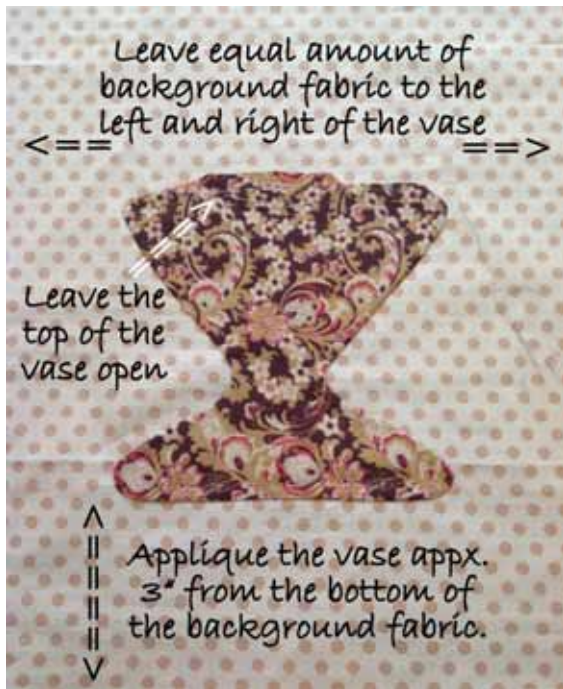 Leave equal amount of
background fabric to the
left and right of the vase
<== ==>
Leave the
top of the
vase open
Applique the vase appx.
3" from the bottom of
the background fabric.